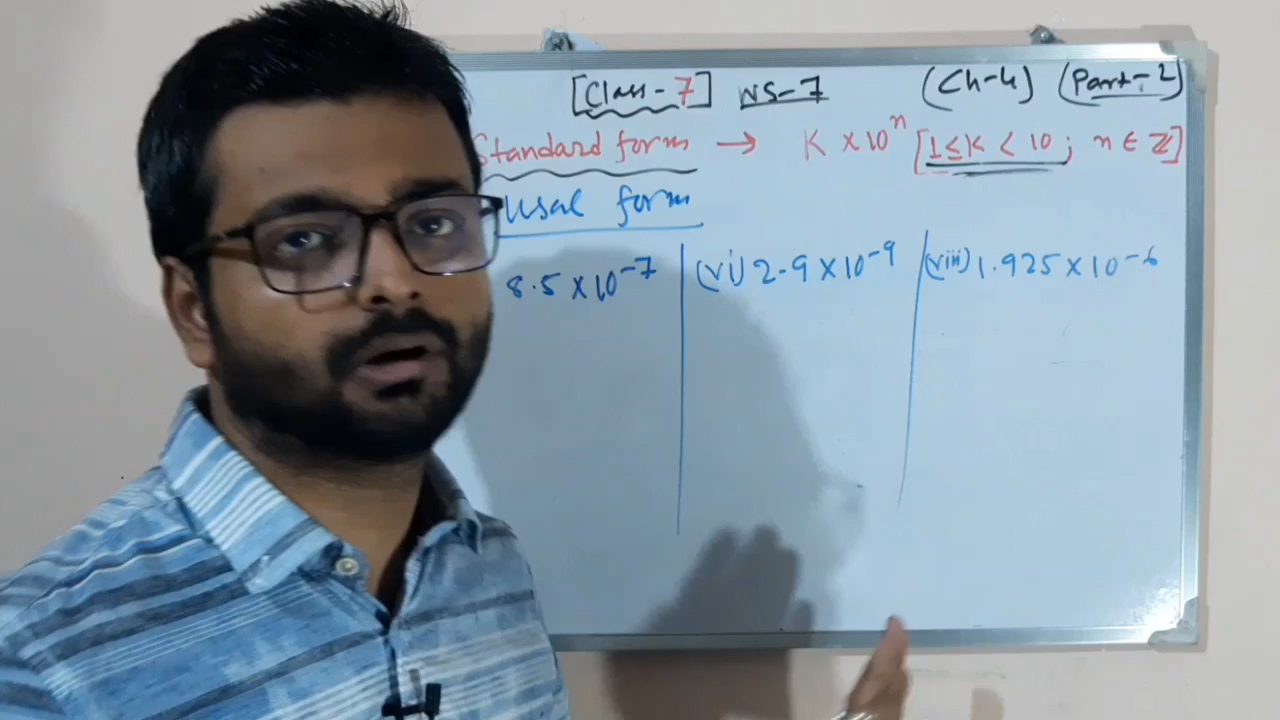 [Class-7] WS-7 (Ch-4) (Part-2)
Standard form → K × 10ⁿ [1≤K < 10; n ∈ ℤ]
Usual form
8.5 × 10⁻⁷ (vi) 2.9 × 10⁻⁹ (viii) 1.925 × 10⁻⁶